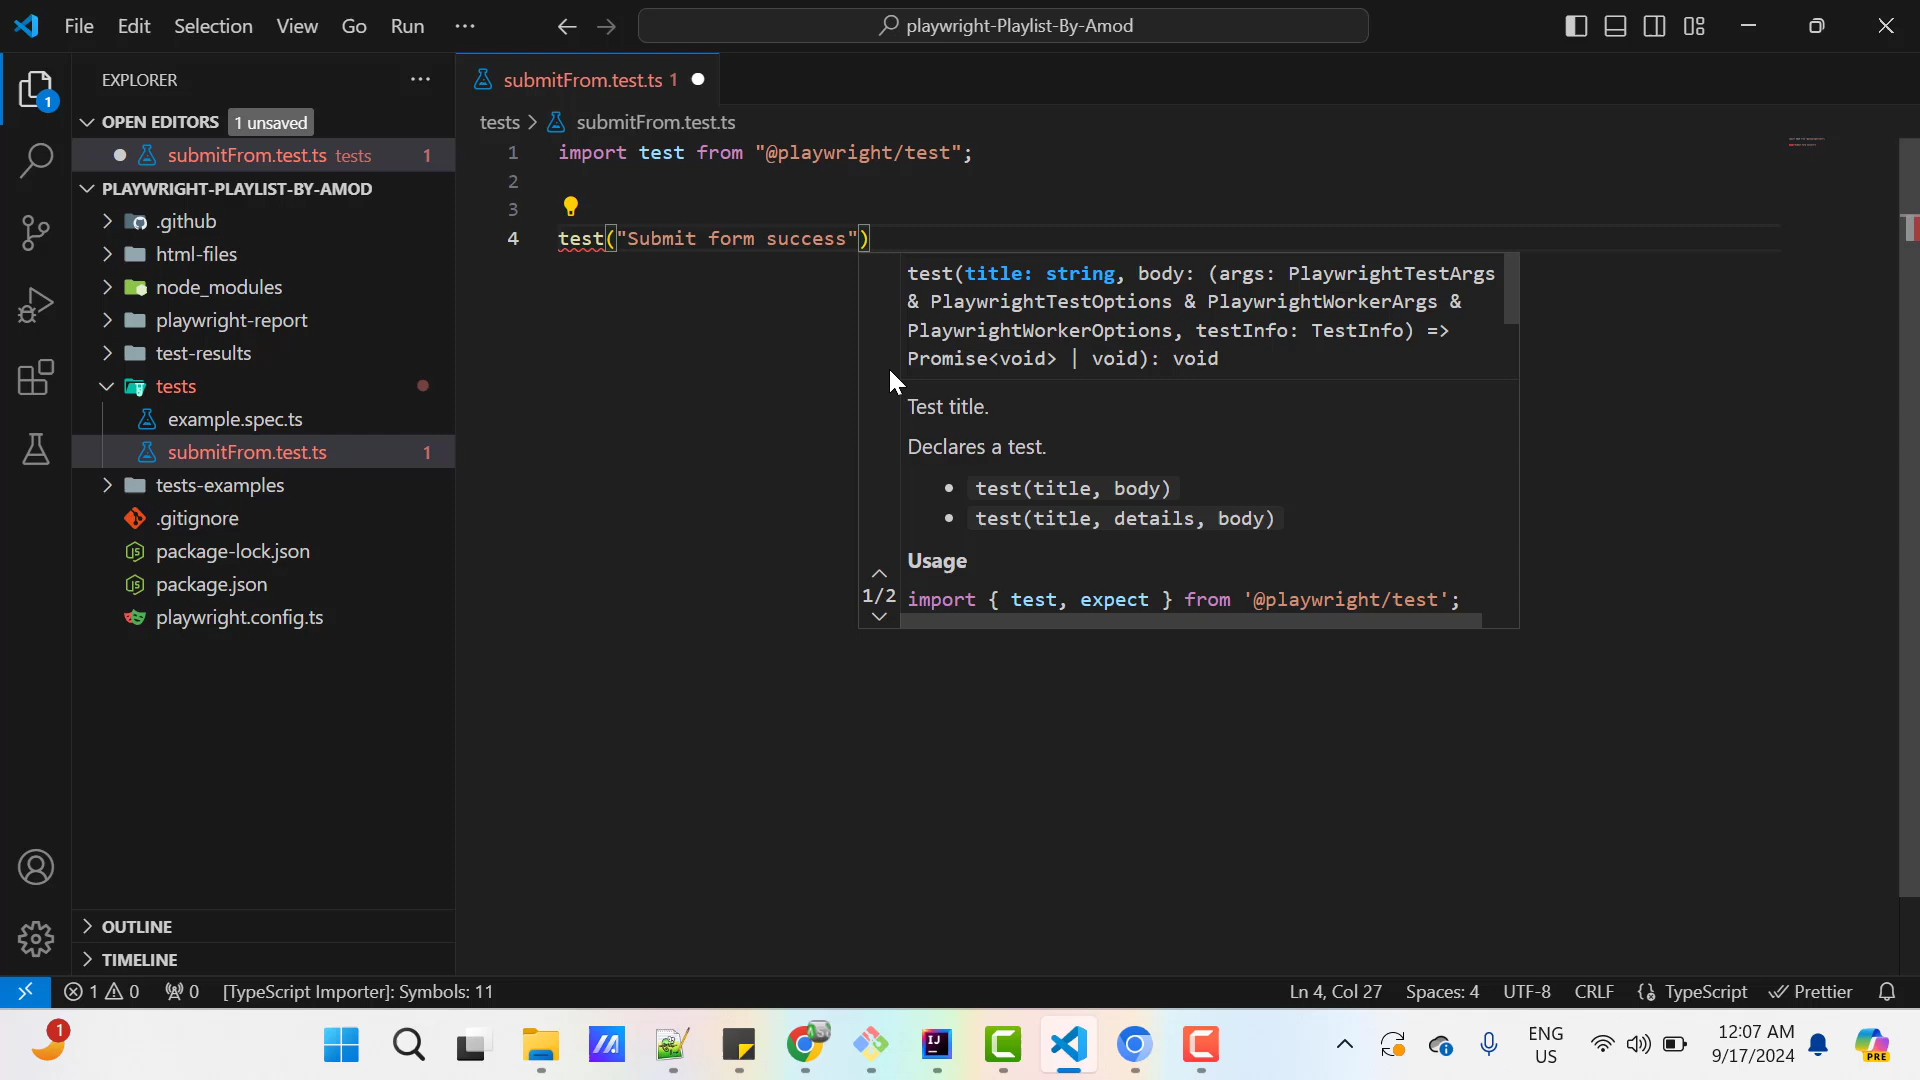 File Edit Selection View Go Run ···
playwright-Playlist-By-Amod
EXPLORER
OPEN EDITORS 1 unsaved
submitFrom.test.ts tests 1
PLAYWRIGHT-PLAYLIST-BY-AMOD
.github
html-files
node_modules
playwright-report
test-results
tests
example.spec.ts
submitFrom.test.ts 1
tests-examples
.gitignore
package-lock.json
package.json
playwright.config.ts
OUTLINE
TIMELINE
1
submitFrom.test.ts 1
tests > submitFrom.test.ts
1 import test from "@playwright/test";
2
3
4 test("Submit form success")
test(title: string, body: (args: PlaywrightTestArgs
& PlaywrightTestOptions & PlaywrightWorkerArgs &
PlaywrightWorkerOptions, testInfo: TestInfo) =>
Promise<void> | void): void
Test title.
Declares a test.
• test(title, body)
• test(title, details, body)
Usage
1/2
import { test, expect } from '@playwright/test';
1 0 0 [TypeScript Importer]: Symbols: 11
Ln 4, Col 27 Spaces: 4 UTF-8 CRLF TypeScript Prettier
1
IJ
ENG
US
12:07 AM
9/17/2024
PRE